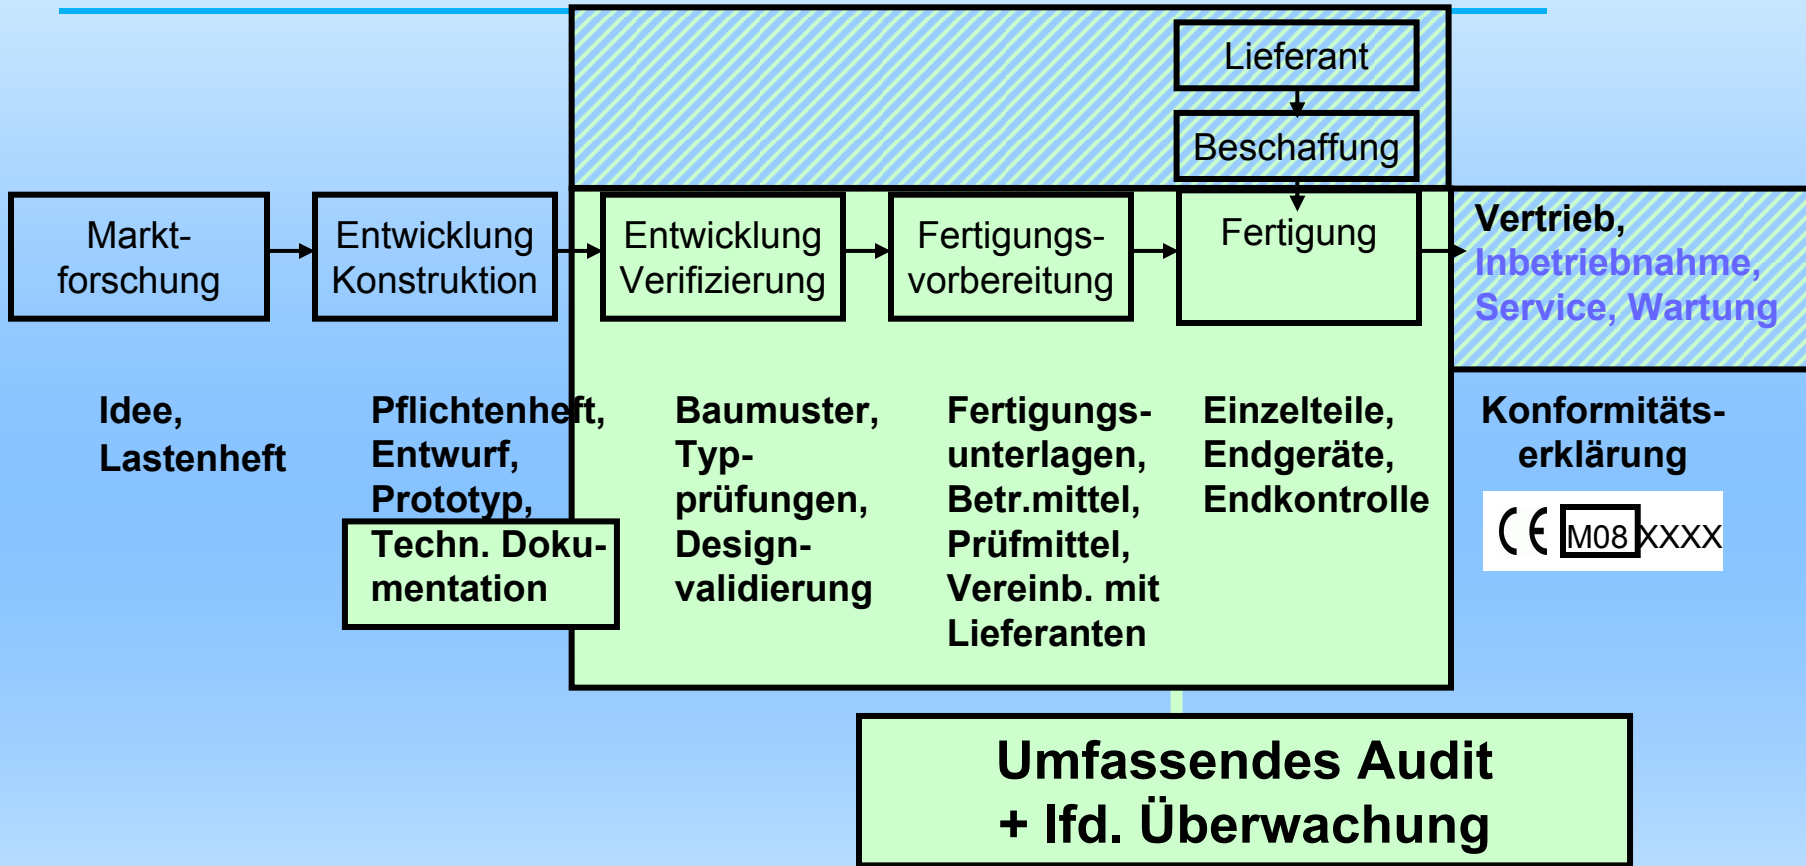 Lieferant
Beschaffung
Markt-
forschung
Entwicklung
Konstruktion
Entwicklung
Verifizierung
Fertigungs-
vorbereitung
Fertigung
Vertrieb,
Inbetriebnahme,
Service, Wartung
Idee,
Lastenheft
Pflichtenheft,
Entwurf,
Prototyp,
Techn. Doku-
mentation
Baumuster,
Typ-
prüfungen,
Design-
validierung
Fertigungs-
unterlagen,
Betr.mittel,
Prüfmittel,
Vereinb. mit
Lieferanten
Einzelteile,
Endgeräte,
Endkontrolle
Konformitäts-
erklärung
CE M08 XXXX
Umfassendes Audit
+ lfd. Überwachung